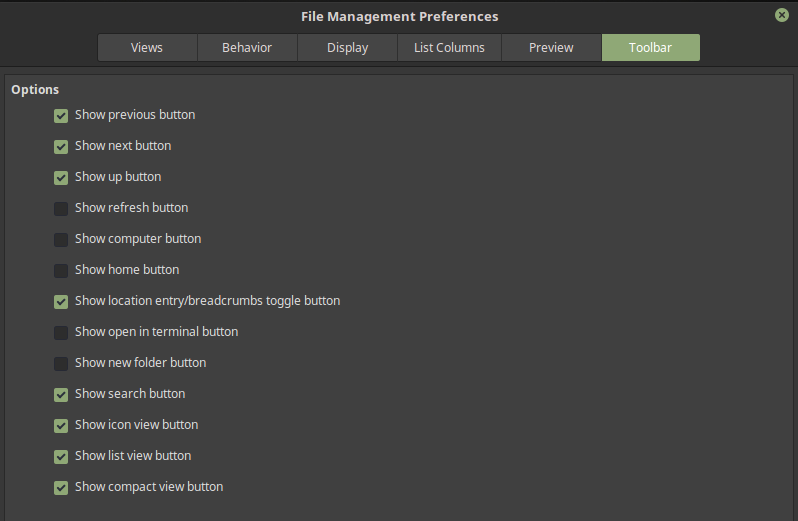 File Management Preferences
Views Behavior Display List Columns Preview Toolbar
Options
Show previous button
Show next button
Show up button
Show refresh button
Show computer button
Show home button
Show location entry/breadcrumbs toggle button
Show open in terminal button
Show new folder button
Show search button
Show icon view button
Show list view button
Show compact view button